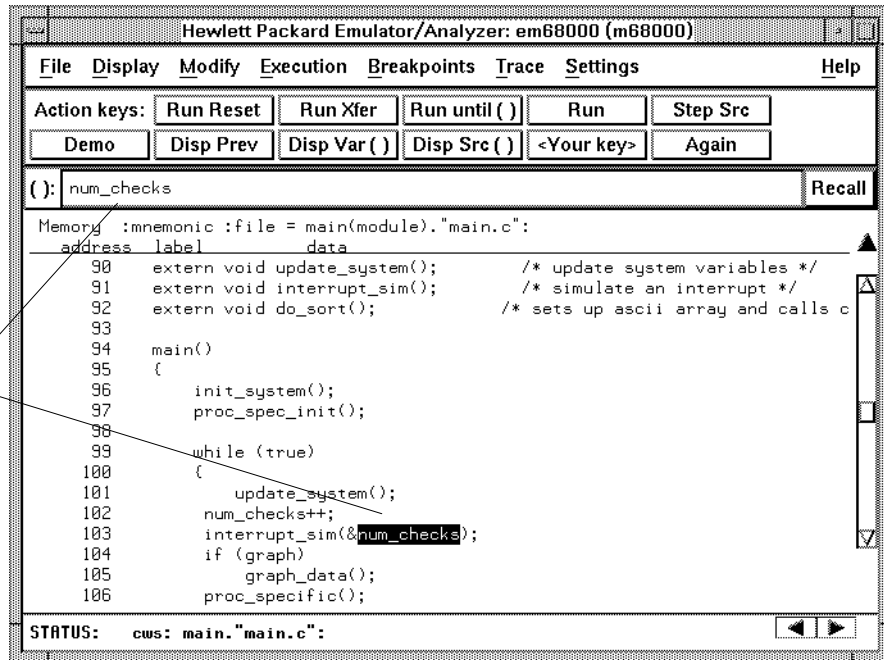 Hewlett Packard Emulator/Analyzer: em68000 (m68000)
File Display Modify Execution Breakpoints Trace Settings Help
Action keys: Run Reset Run Xfer Run until ( ) Run Step Src
Demo Disp Prev Disp Var ( ) Disp Src ( ) <Your key> Again
( ): num_checks Recall
Memory :mnemonic :file = main(module)."main.c":
address label data
90 extern void update_system(); /* update system variables */
91 extern void interrupt_sim(); /* simulate an interrupt */
92 extern void do_sort(); /* sets up ascii array and calls c
93
94 main()
95 {
96 init_system();
97 proc_spec_init();
98
99 while (true)
100 {
101 update_system();
102 num_checks++;
103 interrupt_sim(&num_checks);
104 if (graph)
105 graph_data();
106 proc_specific();
STATUS: cws: main."main.c":